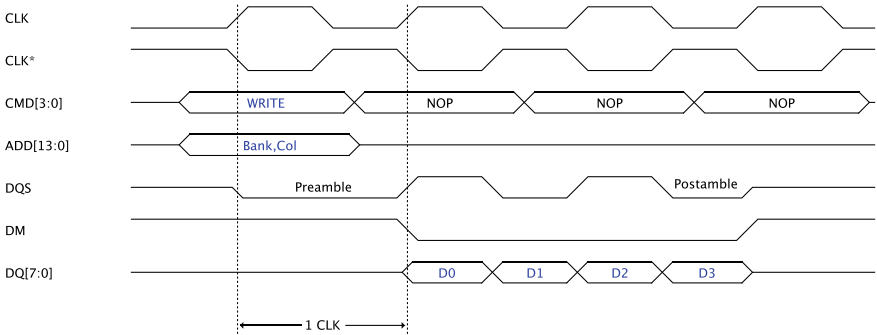 CLK
CLK*
CMD[3:0] WRITE NOP NOP NOP
ADD[13:0] Bank,Col
DQS Preamble Postamble
DM
DQ[7:0] D0 D1 D2 D3
1 CLK